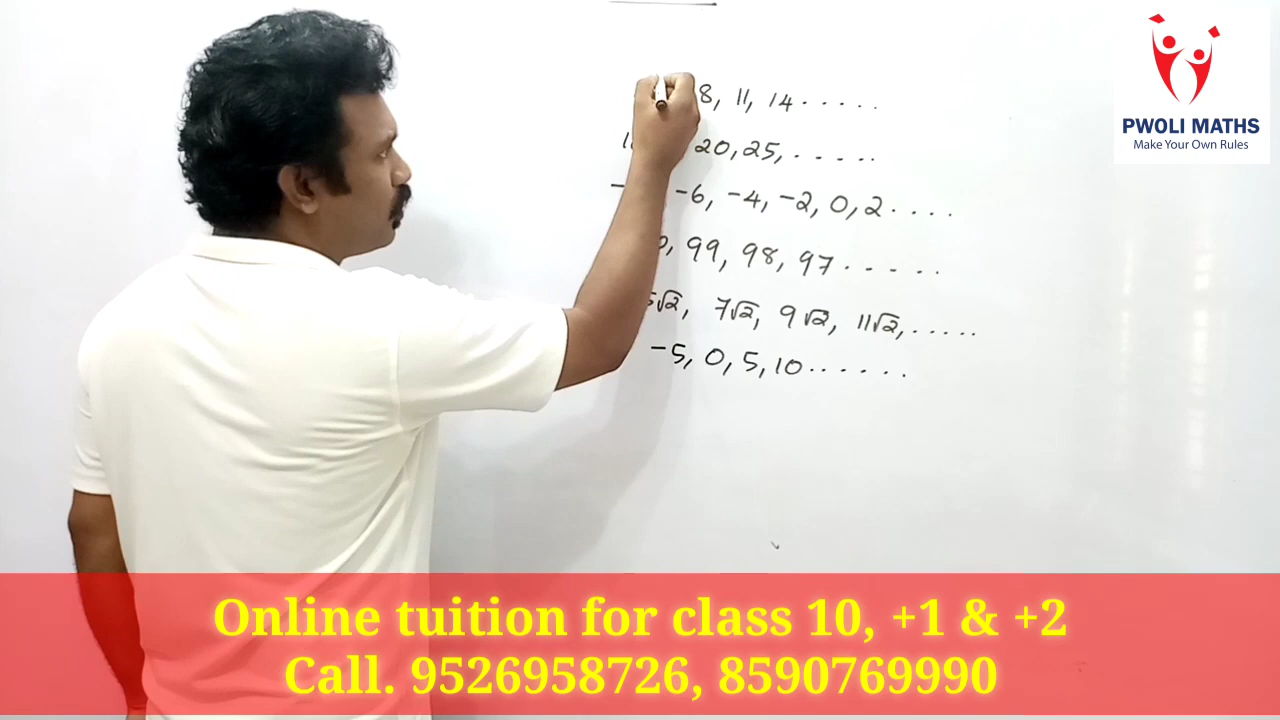 8, 11, 14.....
20, 25, .....
-6, -4, -2, 0, 2....
99, 98, 97.....
5√2, 7√2, 9√2, 11√2, .....
-5, 0, 5, 10......
PWOLI MATHS
Make Your Own Rules
Online tuition for class 10, +1 & +2
Call. 9526958726, 8590769990